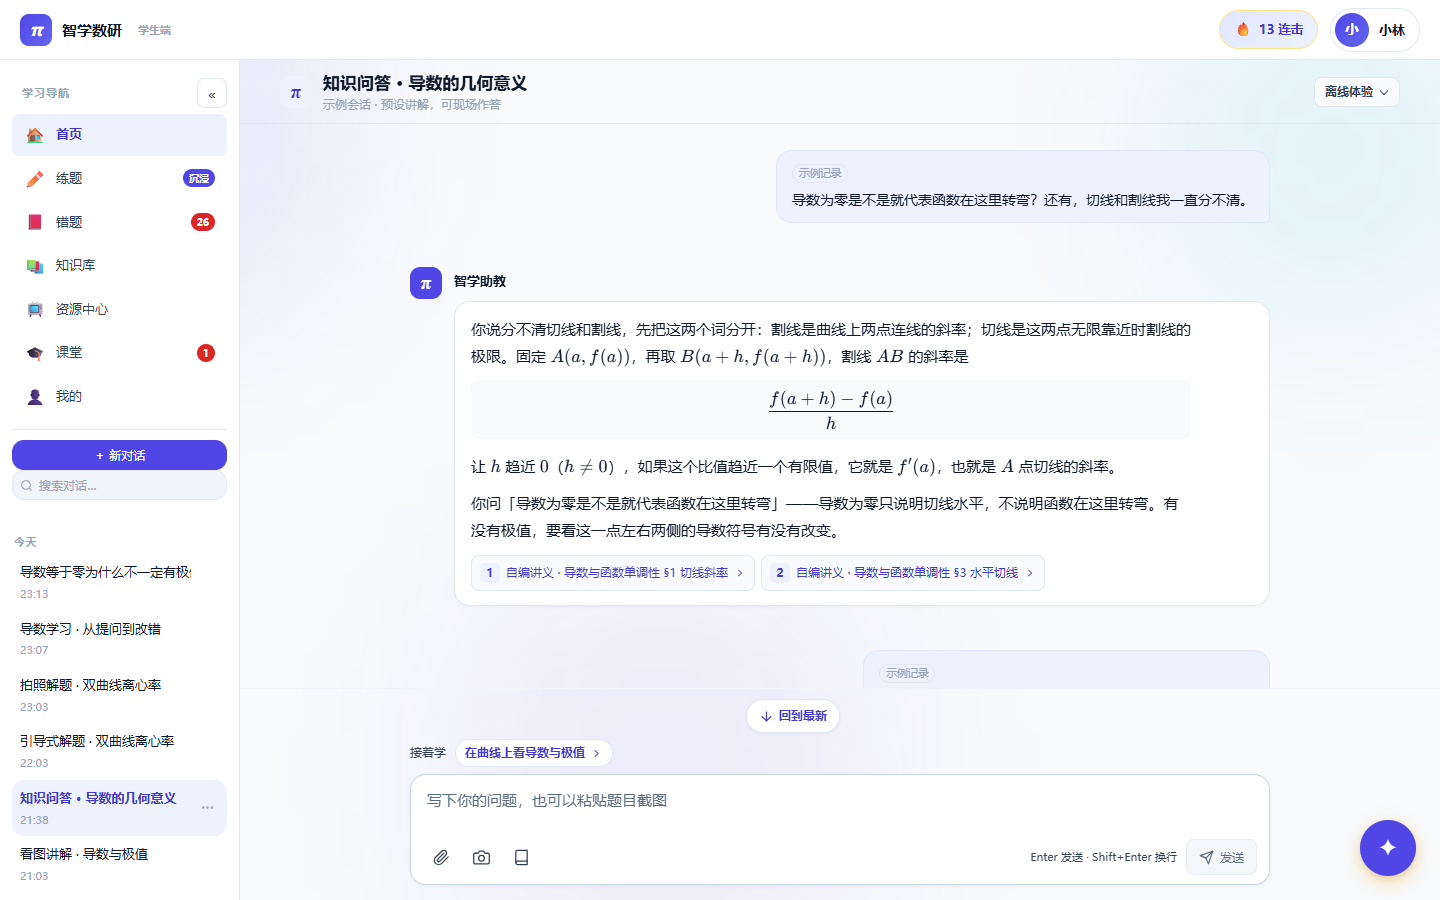 π 智学数研 学生端
13 连击
小 小林
学习导航 «
首页
练题 沉浸
错题 26
知识库
资源中心
课堂 1
我的
+ 新对话
搜索对话...
今天
导数等于零为什么不一定有极
23:13
导数学习 · 从提问到改错
23:07
拍照解题 · 双曲线离心率
23:03
引导式解题 · 双曲线离心率
22:03
知识问答 • 导数的几何意义 ...
21:38
看图讲解 · 导数与极值
21:03
π 知识问答 • 导数的几何意义
示例会话 · 预设讲解，可现场作答
离线体验
示例记录
导数为零是不是就代表函数在这里转弯？还有，切线和割线我一直分不清。
π 智学助教
你说分不清切线和割线，先把这两个词分开：割线是曲线上两点连线的斜率；切线是这两点无限靠近时割线的
极限。固定 A(a, f(a))，再取 B(a + h, f(a + h))，割线 AB 的斜率是
f(a + h) − f(a)
h
让 h 趋近 0（h ≠ 0），如果这个比值趋近一个有限值，它就是 f′(a)，也就是 A 点切线的斜率。
你问「导数为零是不是就代表函数在这里转弯」——导数为零只说明切线水平，不说明函数在这里转弯。有
没有极值，要看这一点左右两侧的导数符号有没有改变。
1 自编讲义 · 导数与函数单调性 §1 切线斜率 ›
2 自编讲义 · 导数与函数单调性 §3 水平切线 ›
示例记录
↓ 回到最新
接着学 在曲线上看导数与极值 ›
写下你的问题，也可以粘贴题目截图
Enter 发送 · Shift+Enter 换行 发送